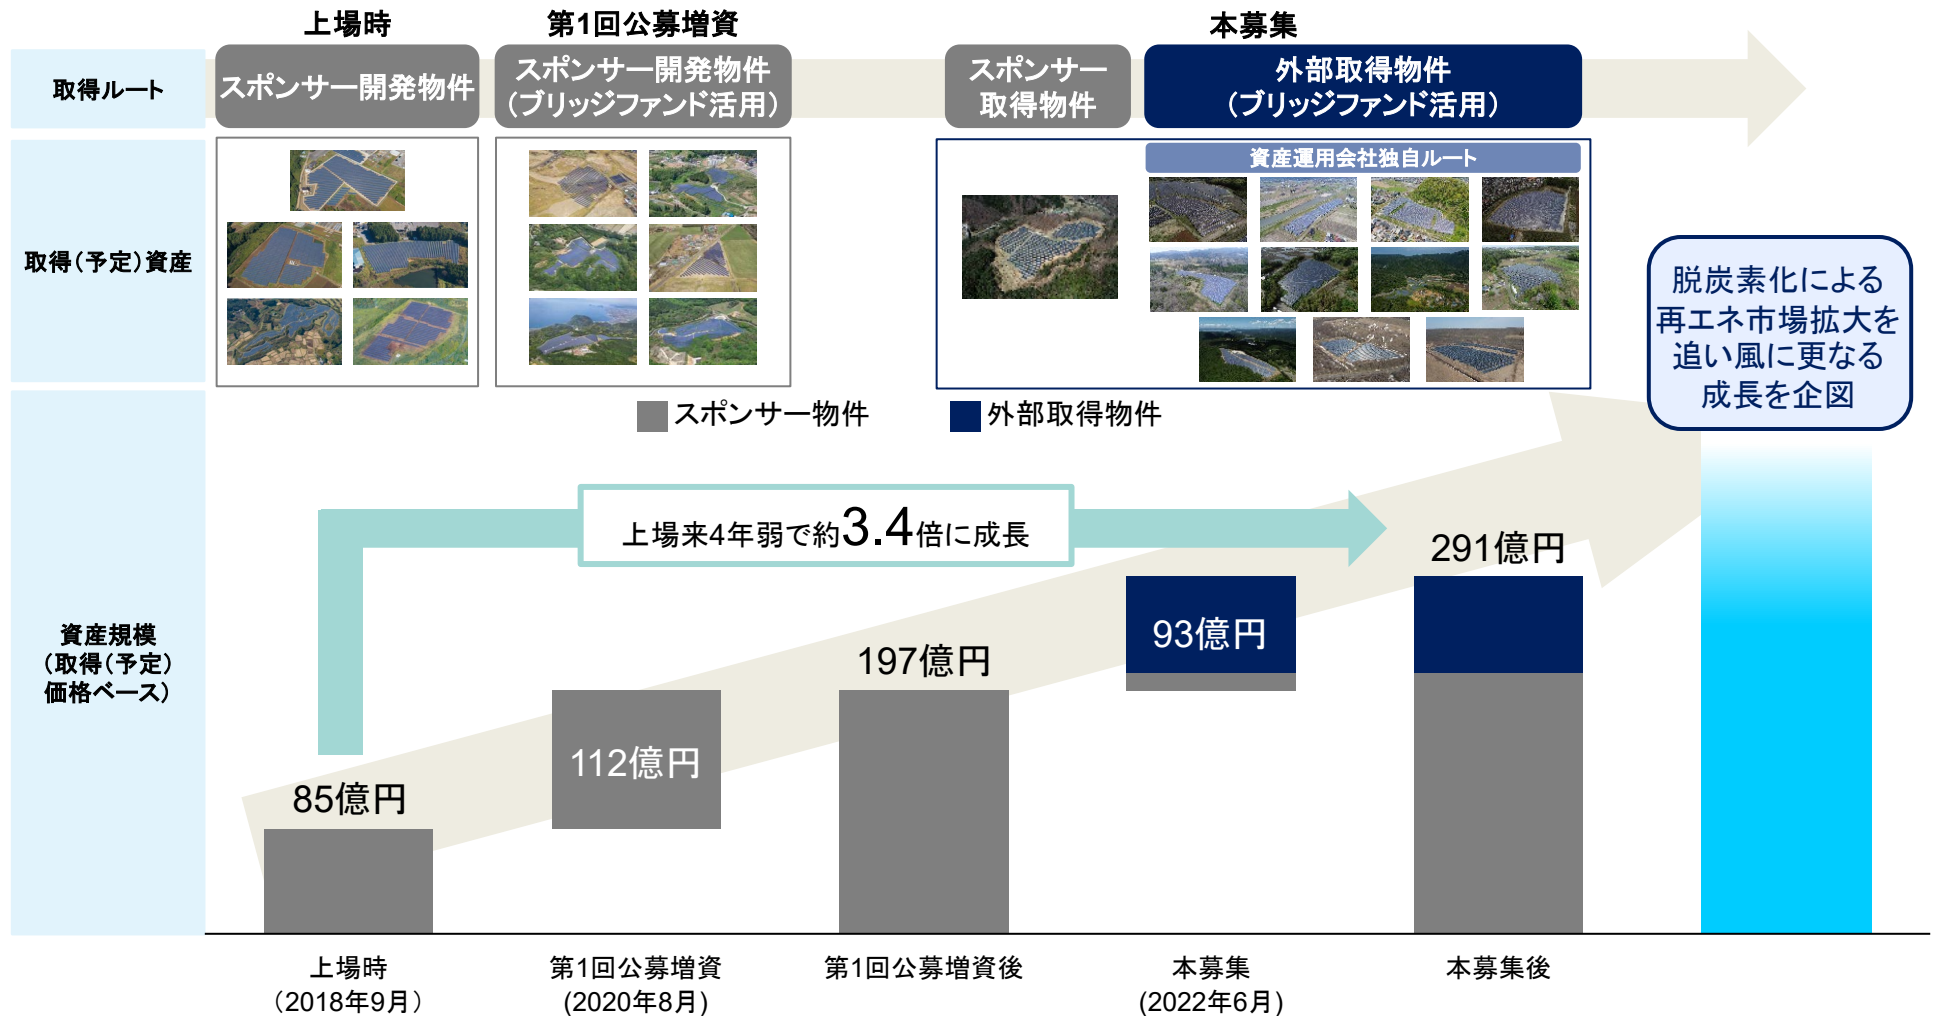 上場時
第1回公募増資
本募集
取得ルート
スポンサー開発物件
スポンサー開発物件
（ブリッジファンド活用）
スポンサー
取得物件
外部取得物件
（ブリッジファンド活用）
取得（予定）資産
資産運用会社独自ルート
脱炭素化による
再エネ市場拡大を
追い風に更なる
成長を企図
スポンサー物件
外部取得物件
資産規模
（取得（予定）
価格ベース）
上場来4年弱で約3.4倍に成長
85億円
112億円
197億円
93億円
291億円
上場時
（2018年9月）
第1回公募増資
(2020年8月)
第1回公募増資後
本募集
(2022年6月)
本募集後